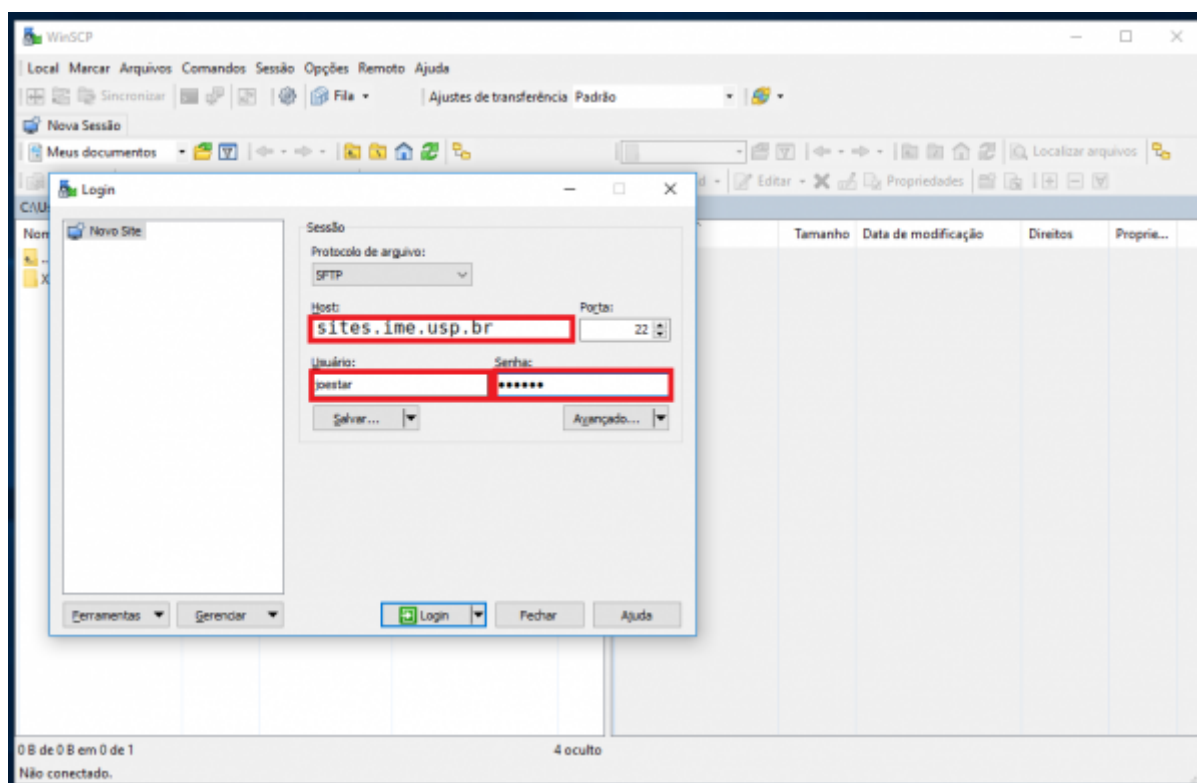 WinSCP
Local Marcar Arquivos Comandos Sessão Opções Remoto Ajuda
Sincronizar Fila Ajustes de transferência Padrão
Nova Sessão
Meus documentos Localizar arquivos
Editar Propriedades
Login
C:\U
Novo Site
Sessão
Protocolo de arquivo:
SFTP
Host: Porta:
sites.ime.usp.br 22
Usuário: Senha:
joestar ••••••
Salvar... Avançado...
Ferramentas Gerenciar Login Fechar Ajuda
Nom Tamanho Data de modificação Direitos Proprie...
..
X
0 B de 0 B em 0 de 1 4 oculto
Não conectado.